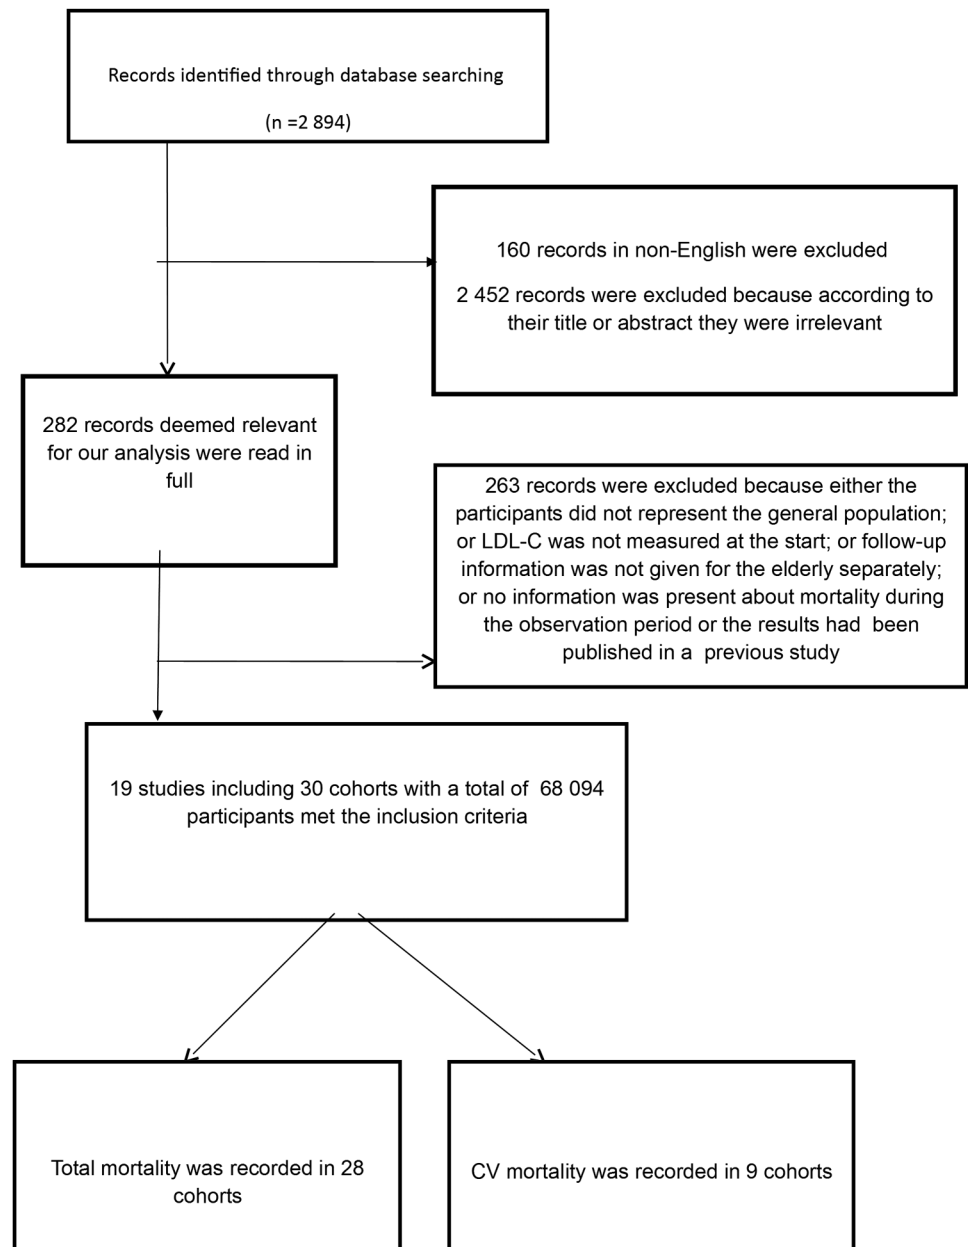 Records identified through database searching
(n =2 894)
160 records in non-English were excluded
2 452 records were excluded because according to
their title or abstract they were irrelevant
282 records deemed relevant
for our analysis were read in
full
263 records were excluded because either the
participants did not represent the general population;
or LDL-C was not measured at the start; or follow-up
information was not given for the elderly separately;
or no information was present about mortality during
the observation period or the results had been
published in a previous study
19 studies including 30 cohorts with a total of 68 094
participants met the inclusion criteria
Total mortality was recorded in 28
cohorts
CV mortality was recorded in 9 cohorts